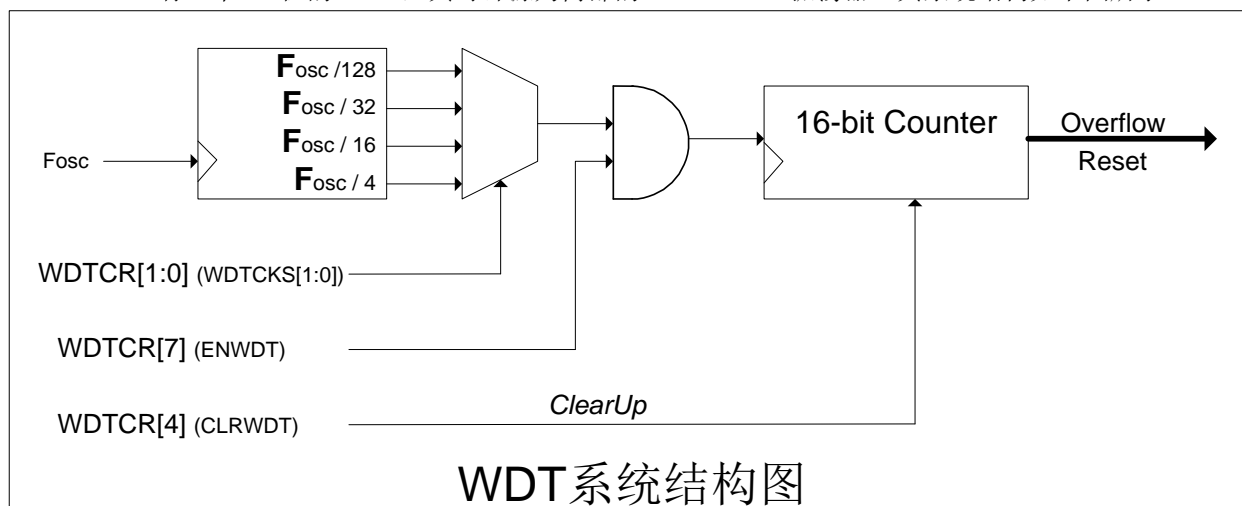 Fosc /128
Fosc / 32
Fosc / 16
Fosc / 4
Fosc
16-bit Counter
Overflow
Reset
WDTCR[1:0] (WDTCKS[1:0])
WDTCR[7] (ENWDT)
WDTCR[4] (CLRWDT)
ClearUp
WDT系统结构图